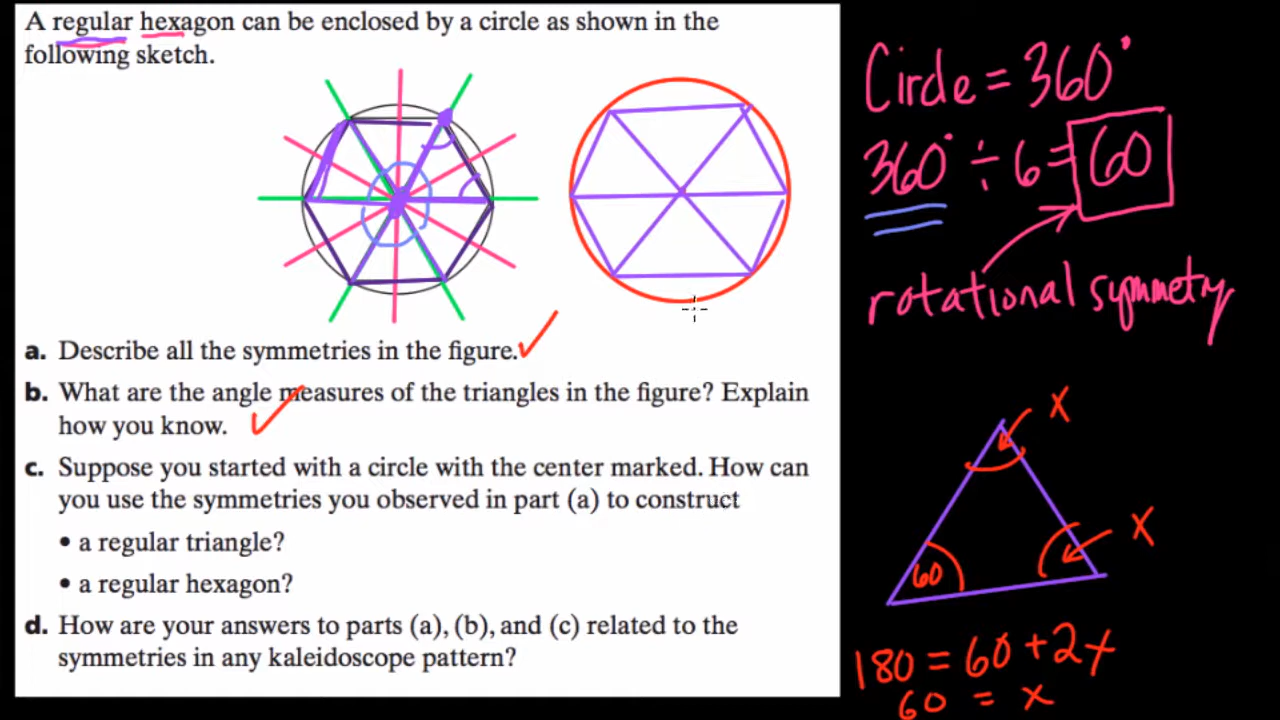 A regular hexagon can be enclosed by a circle as shown in the
following sketch.
a. Describe all the symmetries in the figure.
b. What are the angle measures of the triangles in the figure? Explain
how you know.
c. Suppose you started with a circle with the center marked. How can
you use the symmetries you observed in part (a) to construct
• a regular triangle?
• a regular hexagon?
d. How are your answers to parts (a), (b), and (c) related to the
symmetries in any kaleidoscope pattern?
Circle = 360°
360° ÷ 6 = 60
rotational symmetry
x
x
60
180 = 60 + 2x
60 = x